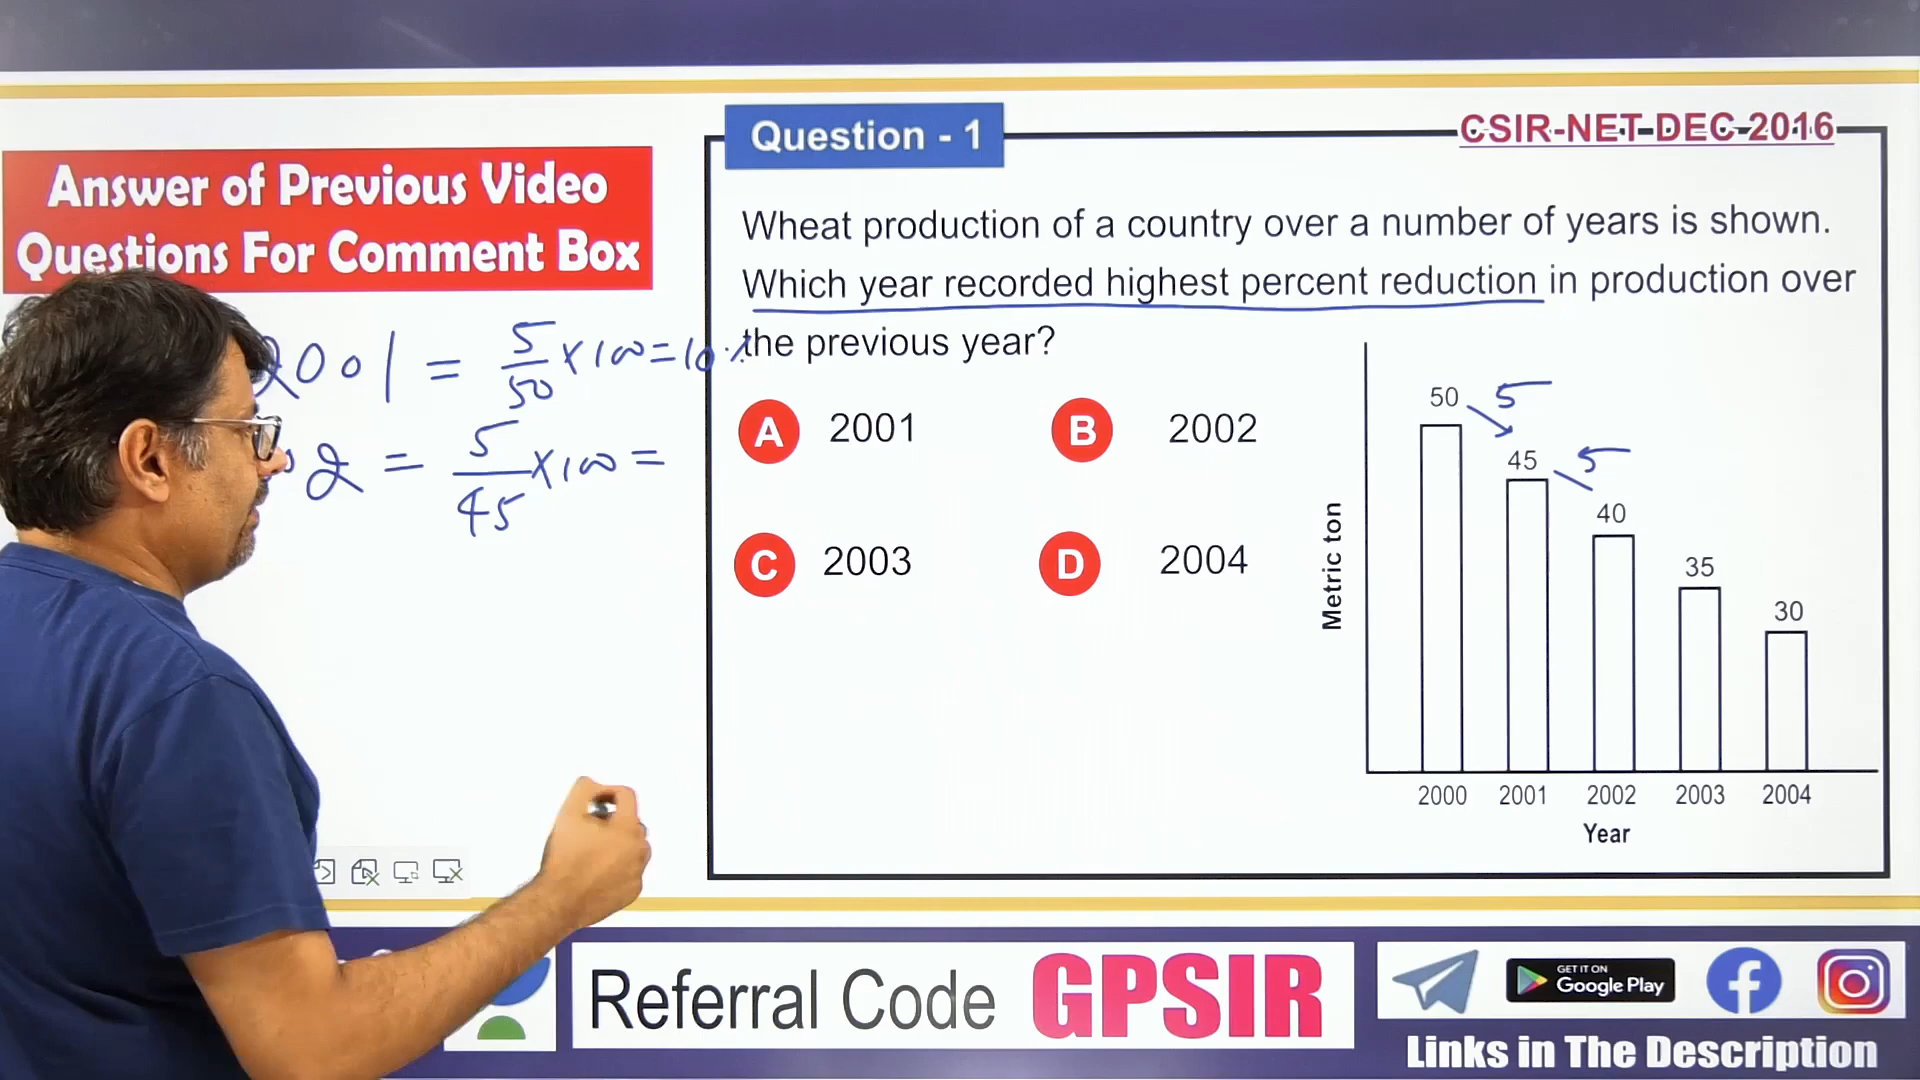 Question - 1
CSIR-NET-DEC-2016
Answer of Previous Video
Questions For Comment Box
Wheat production of a country over a number of years is shown.
Which year recorded highest percent reduction in production over
the previous year?
A 2001
B 2002
C 2003
D 2004
2001 = 5/50 × 100 = 10%
02 = 5/45 × 100 =
50
5
45
5
40
35
30
Metric ton
2000 2001 2002 2003 2004
Year
Referral Code GPSIR
GET IT ON
Google Play
Links in The Description